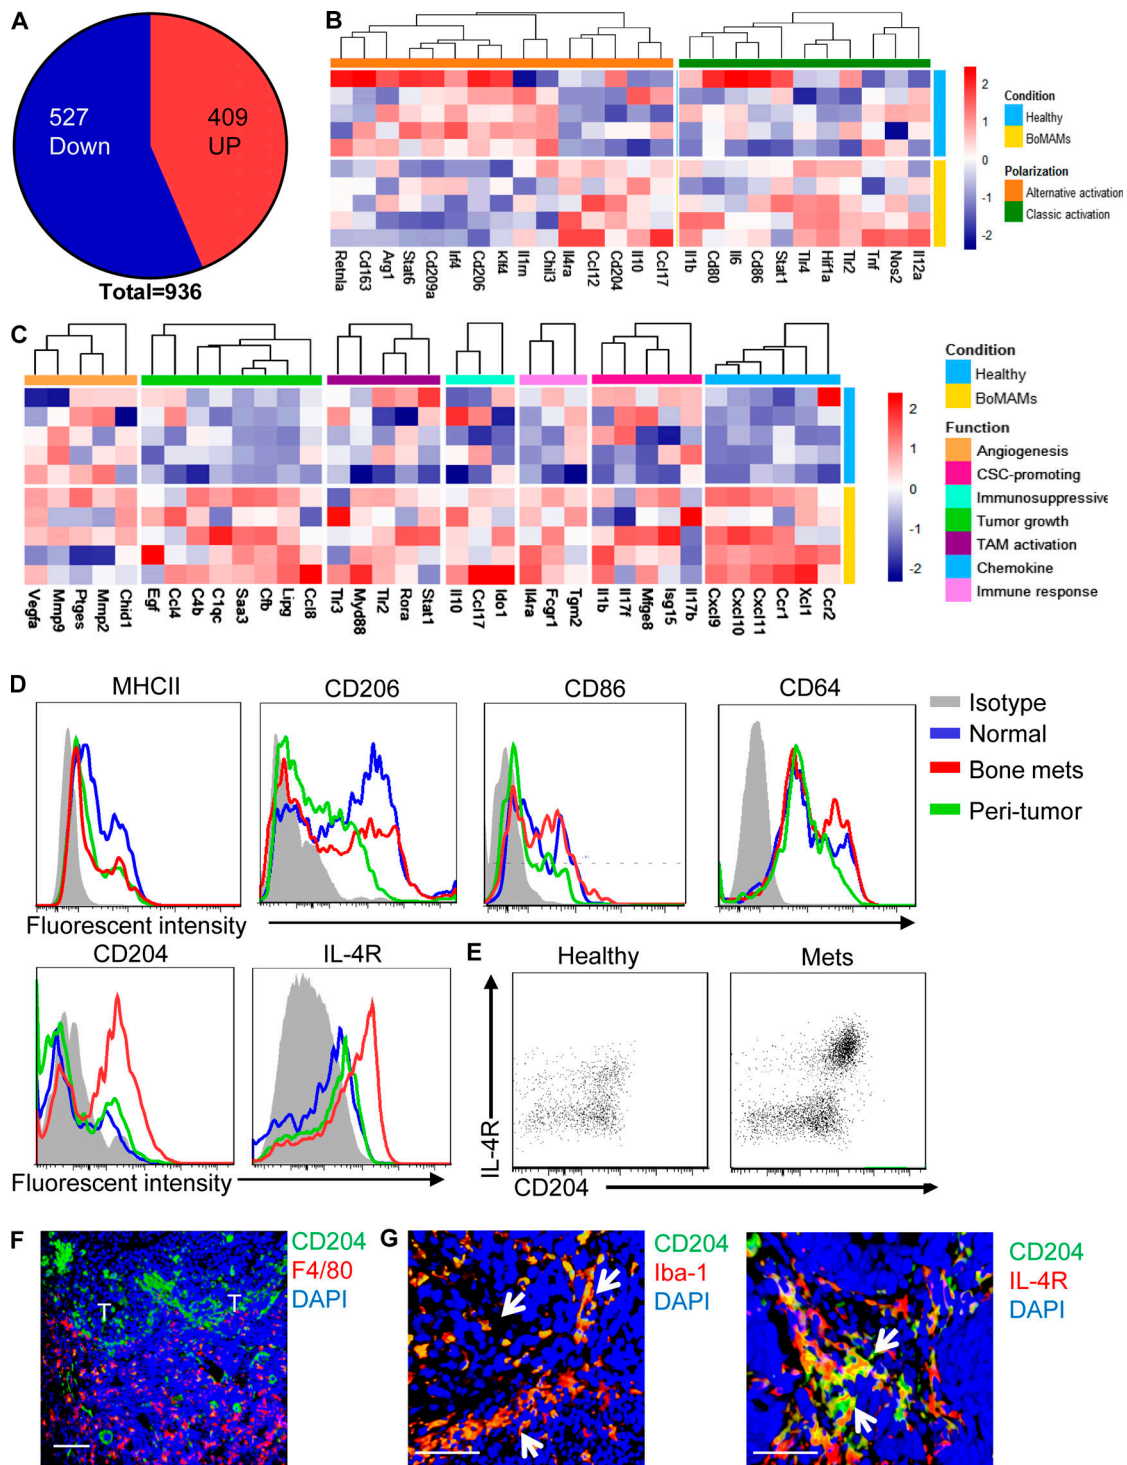 A
527
Down
409
UP
Total=936
B
Retnla
Cd163
Arg1
Stat6
Cd209a
Irf4
Cd206
Klf4
Il1rn
Chil3
Il4ra
Ccl12
Cd204
Il10
Ccl17
Il1b
Cd80
Il6
Cd86
Stat1
Tlr4
Hif1a
Tlr2
Tnf
Nos2
Il12a
2
1
0
-1
-2
Condition
Healthy
BoMAMs
Polarization
Alternative activation
Classic activation
C
Vegfa
Mmp9
Ptges
Mmp2
Chid1
Egf
Ccl4
C4b
C1qc
Saa3
Cfb
Lipg
Ccl8
Tlr3
Myd88
Tlr2
Rora
Stat1
Il10
Ccl17
Ido1
Il4ra
Fcgr1
Tgm2
Il1b
Il17f
Mfge8
Isg15
Il17b
Cxcl9
Cxcl10
Cxcl11
Ccr1
Xcl1
Ccr2
2
1
0
-1
-2
Condition
Healthy
BoMAMs
Function
Angiogenesis
CSC-promoting
Immunosuppressive
Tumor growth
TAM activation
Chemokine
Immune response
D
MHCII
CD206
CD86
CD64
Isotype
Normal
Bone mets
Peri-tumor
Fluorescent intensity
CD204
IL-4R
Fluorescent intensity
E
Healthy
Mets
IL-4R
CD204
F
T
T
CD204
F4/80
DAPI
G
CD204
Iba-1
DAPI
CD204
IL-4R
DAPI